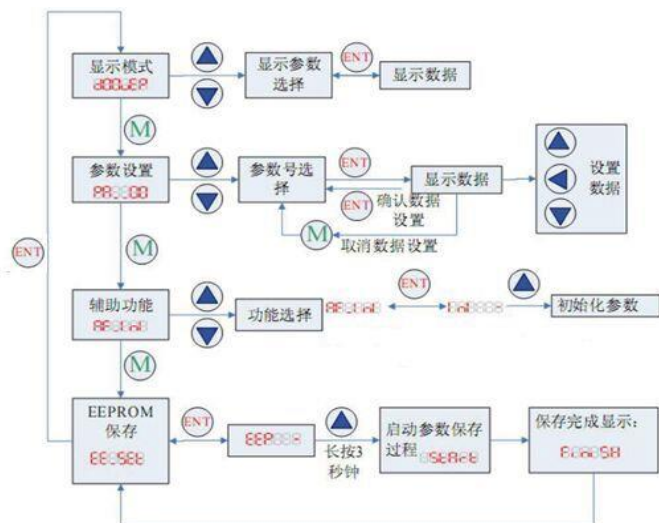 显示模式
显示参数
选择
ENT
显示数据
M
参数设置
参数号选
择
ENT
显示数据
设置
数据
ENT
确认数据
设置
M
取消数据设置
ENT
M
辅助功能
功能选择
ENT
初始化参数
M
EEPROM
保存
ENT
EEP
长按3
秒钟
启动参数保存
过程
StArt
保存完成显示: